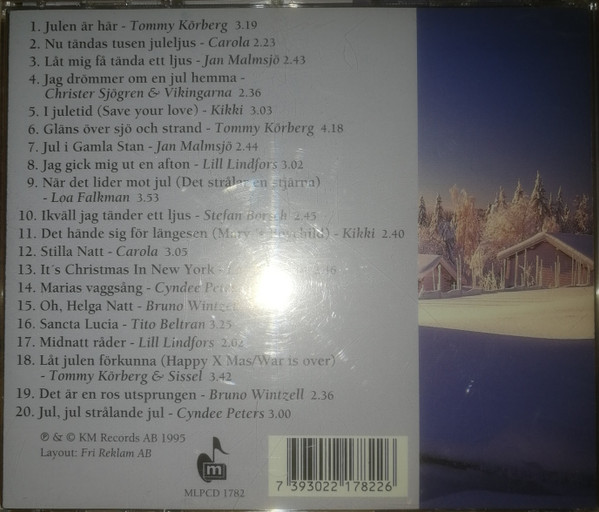 1. Julen är här - Tommy Körberg 3.19
2. Nu tändas tusen juleljus - Carola 2.23
3. Låt mig få tända ett ljus - Jan Malmsjö 2.43
4. Jag drömmer om en jul hemma -
Christer Sjögren & Vikingarna 2.36
5. I juletid (Save your love) - Kikki 3.03
6. Gläns över sjö och strand - Tommy Körberg 4.18
7. Jul i Gamla Stan - Jan Malmsjö 2.44
8. Jag gick mig ut en afton - Lill Lindfors 3.02
9. När det lider mot jul (Det strålar en stjärna)
- Loa Falkman 3.53
10. Ikväll jag tänder ett ljus - Stefan Borsch 2.45
11. Det hände sig för längesen (Mary´s Boychild) - Kikki 2.40
12. Stilla Natt - Carola 3.05
13. It´s Christmas In New York -
14. Marias vaggsång - Cyndee Peters
15. Oh, Helga Natt - Bruno Wintzell
16. Sancta Lucia - Tito Beltran 3.25
17. Midnatt råder - Lill Lindfors 2.02
18. Låt julen förkunna (Happy X Mas/War is over)
- Tommy Körberg & Sissel 3.42
19. Det är en ros utsprungen - Bruno Wintzell 2.36
20. Jul, jul strålande jul - Cyndee Peters 3.00
℗ & © KM Records AB 1995
Layout: Fri Reklam AB
m
MLPCD 1782
7 393022 178226